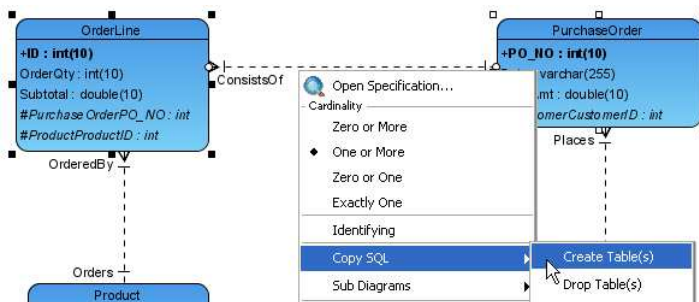 OrderLine
+ID : int(10)
OrderQty : int(10)
Subtotal : double(10)
#PurchaseOrderPO_NO : int
#ProductProductID : int
ConsistsOf
PurchaseOrder
+PO_NO : int(10)
varchar(255)
mt : double(10)
omerCustomerID : int
Places
OrderedBy
Orders
Product
Open Specification...
Cardinality
Zero or More
One or More
Zero or One
Exactly One
Identifying
Copy SQL
Sub Diagrams
Create Table(s)
Drop Table(s)